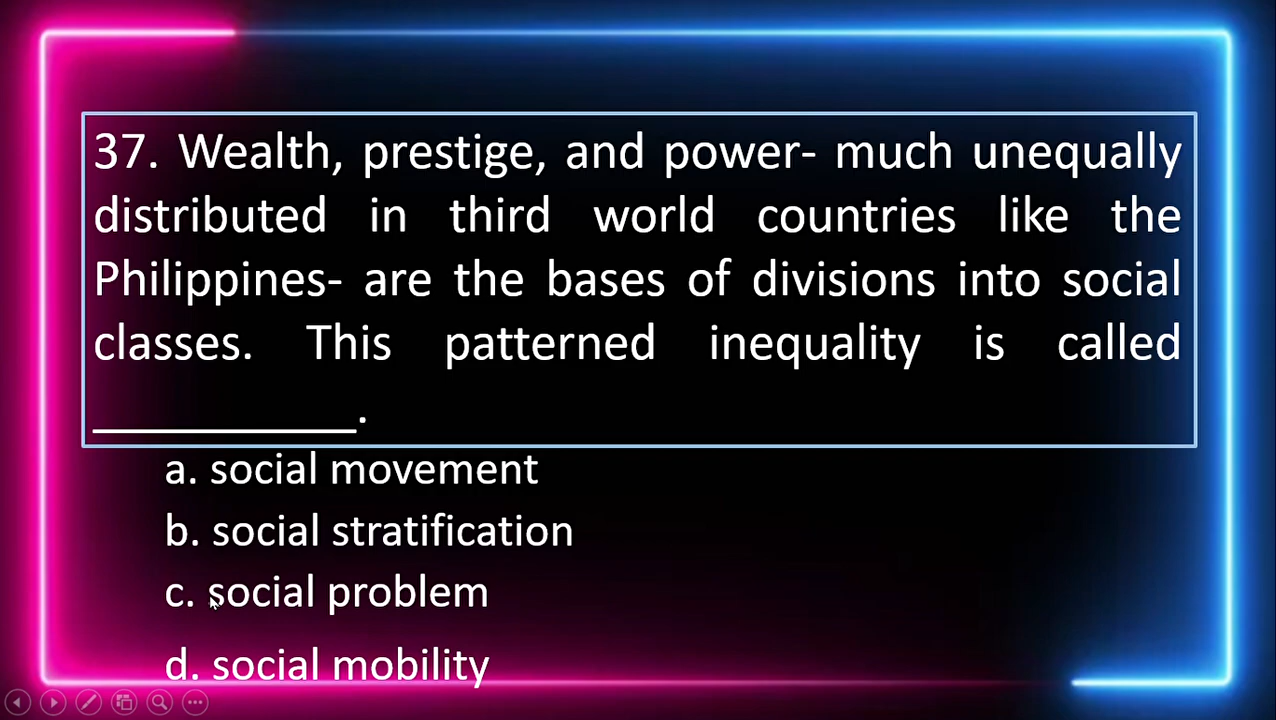 37. Wealth, prestige, and power- much unequally
distributed in third world countries like the
Philippines- are the bases of divisions into social
classes. This patterned inequality is called
___________.
a. social movement
b. social stratification
c. social problem
d. social mobility